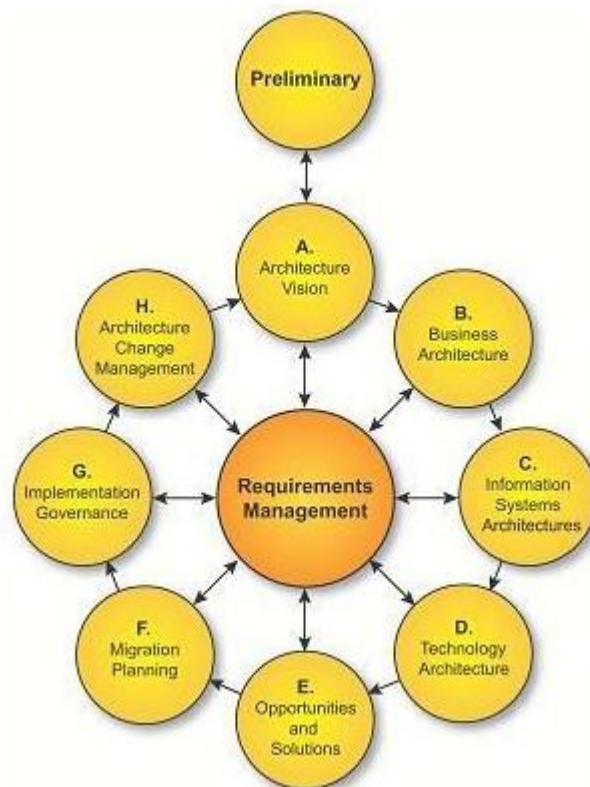 Preliminary
A.
Architecture
Vision
B.
Business
Architecture
C.
Information
Systems
Architectures
D.
Technology
Architecture
E.
Opportunities
and
Solutions
F.
Migration
Planning
G.
Implementation
Governance
H.
Architecture
Change
Management
Requirements
Management